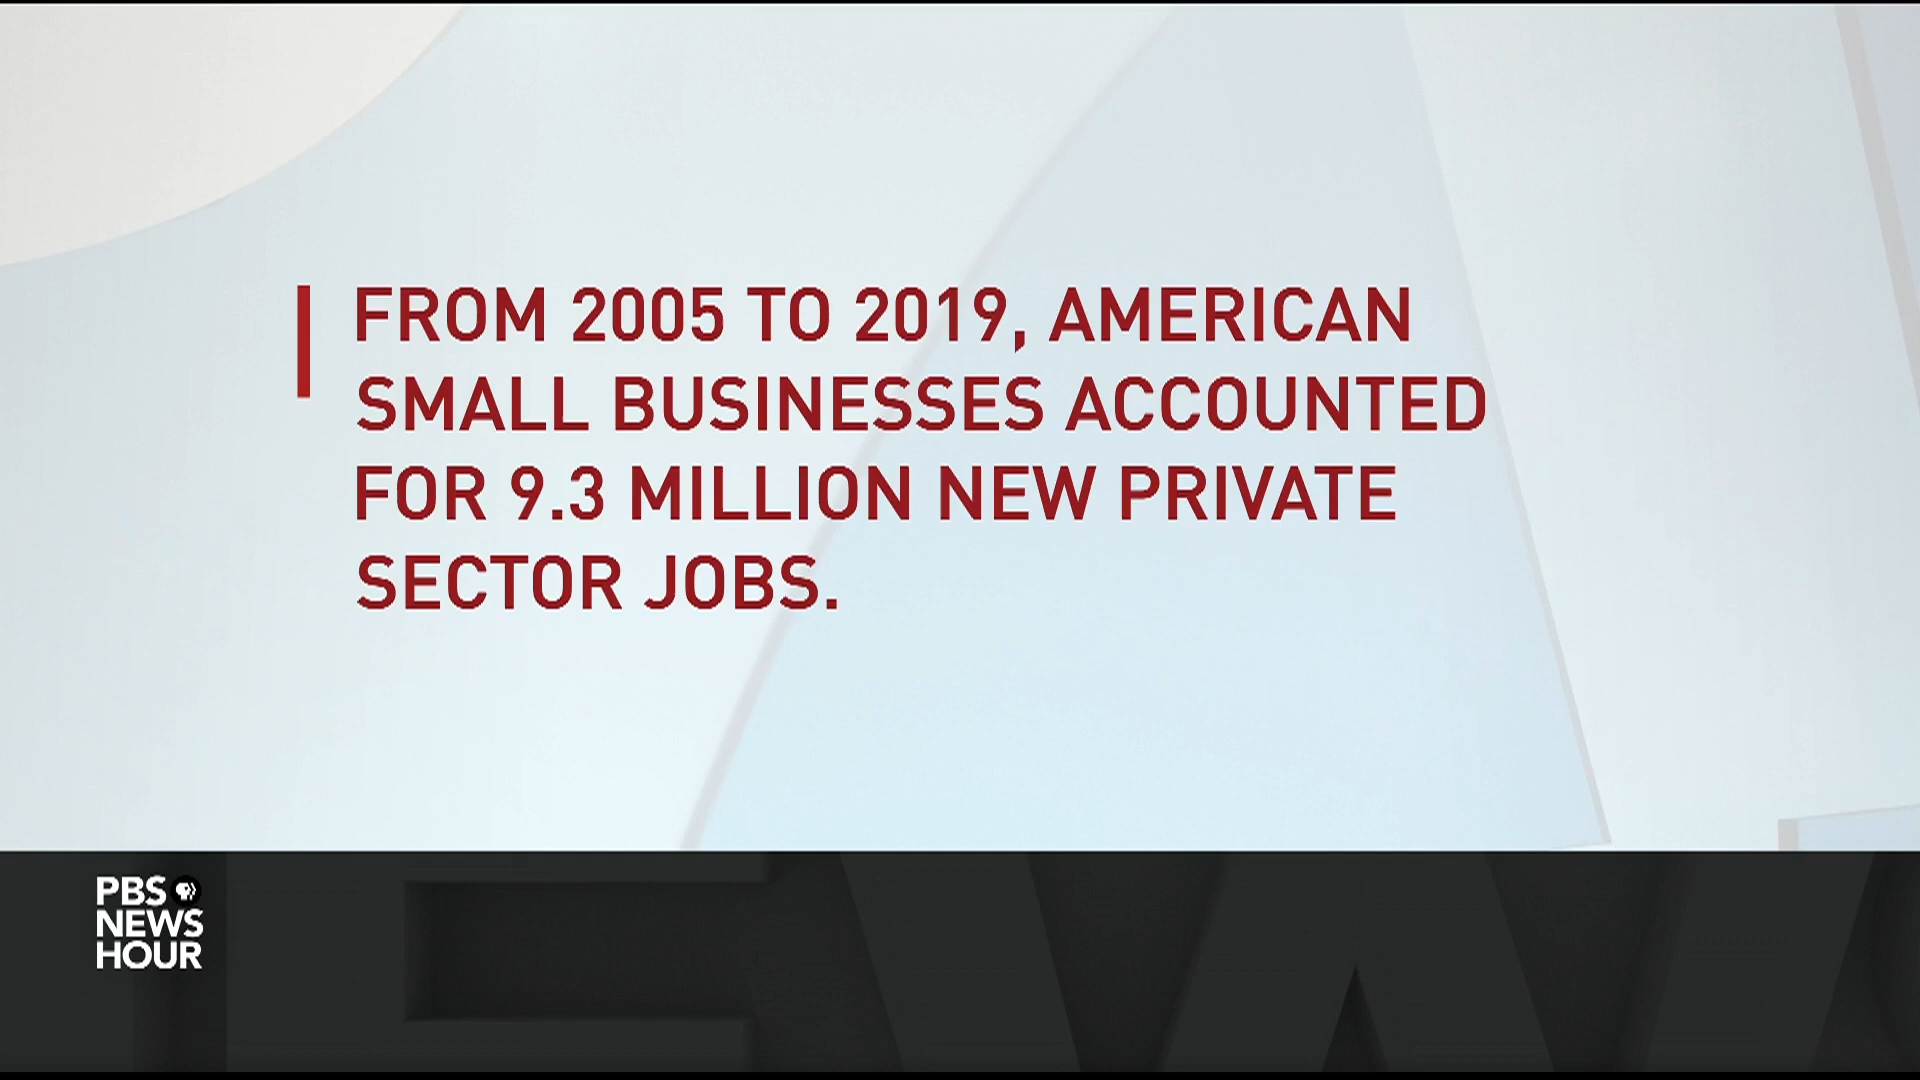 FROM 2005 TO 2019, AMERICAN
SMALL BUSINESSES ACCOUNTED
FOR 9.3 MILLION NEW PRIVATE
SECTOR JOBS.
PBS
NEWS
HOUR